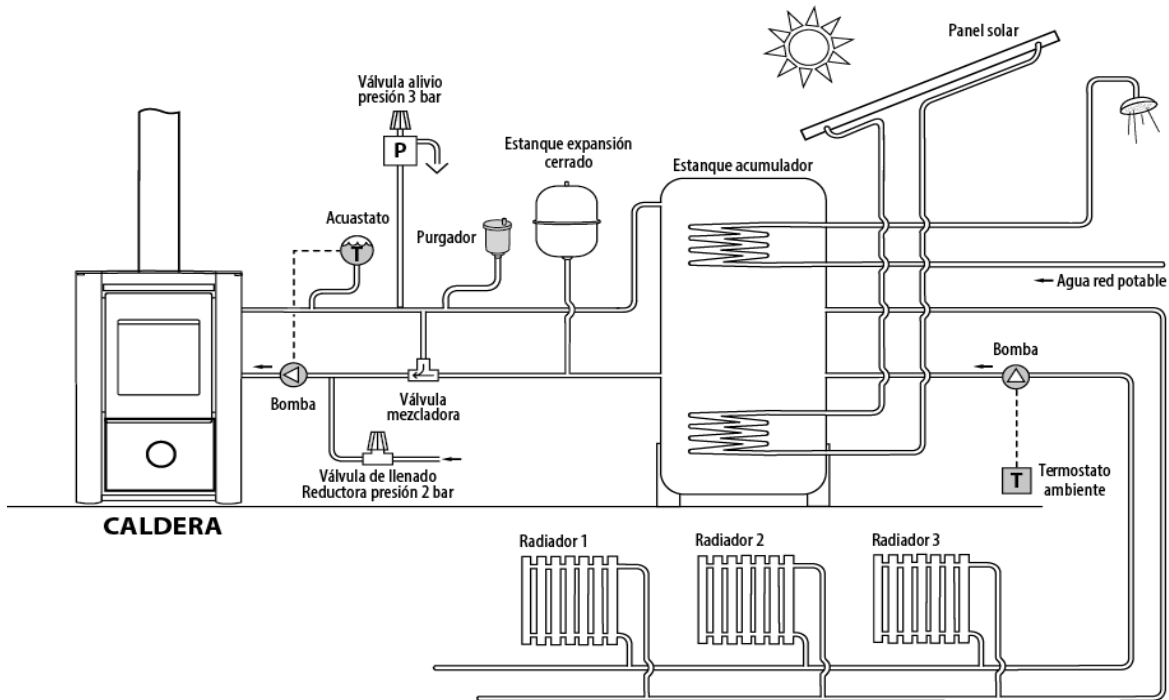 Panel solar
Válvula alivio
presión 3 bar
P
Estanque expansión
cerrado
Estanque acumulador
Acuastato
T
Purgador
Agua red potable
Bomba
Bomba
Válvula
mezcladora
Válvula de llenado
Reductora presión 2 bar
T
Termostato
ambiente
CALDERA
Radiador 1
Radiador 2
Radiador 3